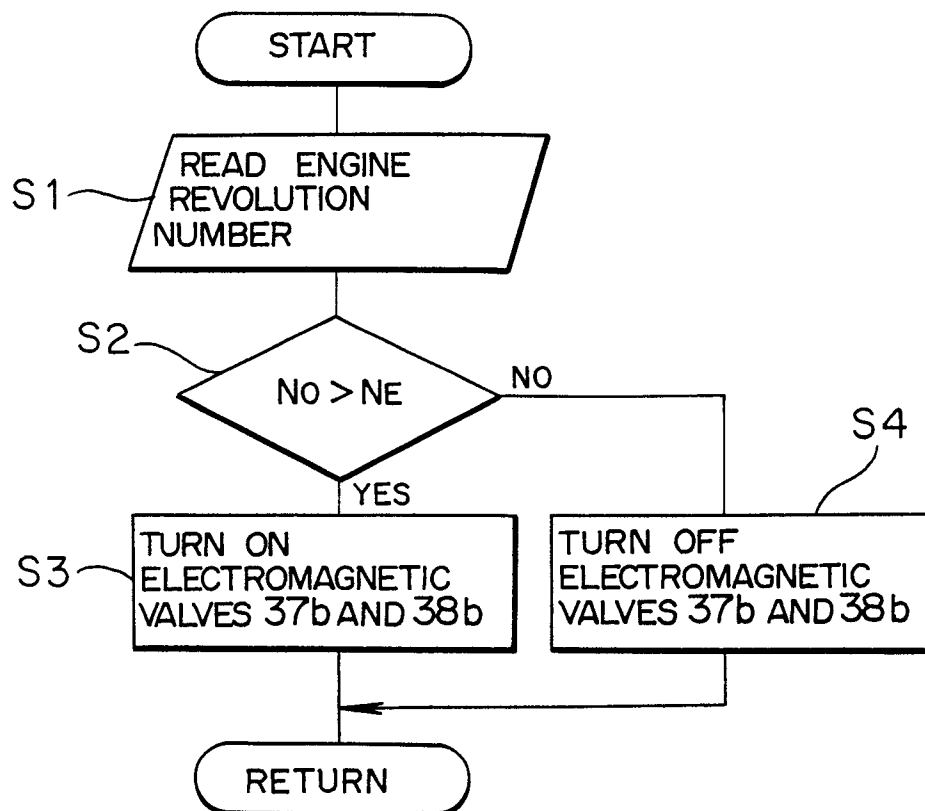 START
S1
READ ENGINE
REVOLUTION
NUMBER
S2
NO > NE
NO
YES
S3
TURN ON
ELECTROMAGNETIC
VALVES 37b AND 38b
S4
TURN OFF
ELECTROMAGNETIC
VALVES 37b AND 38b
RETURN